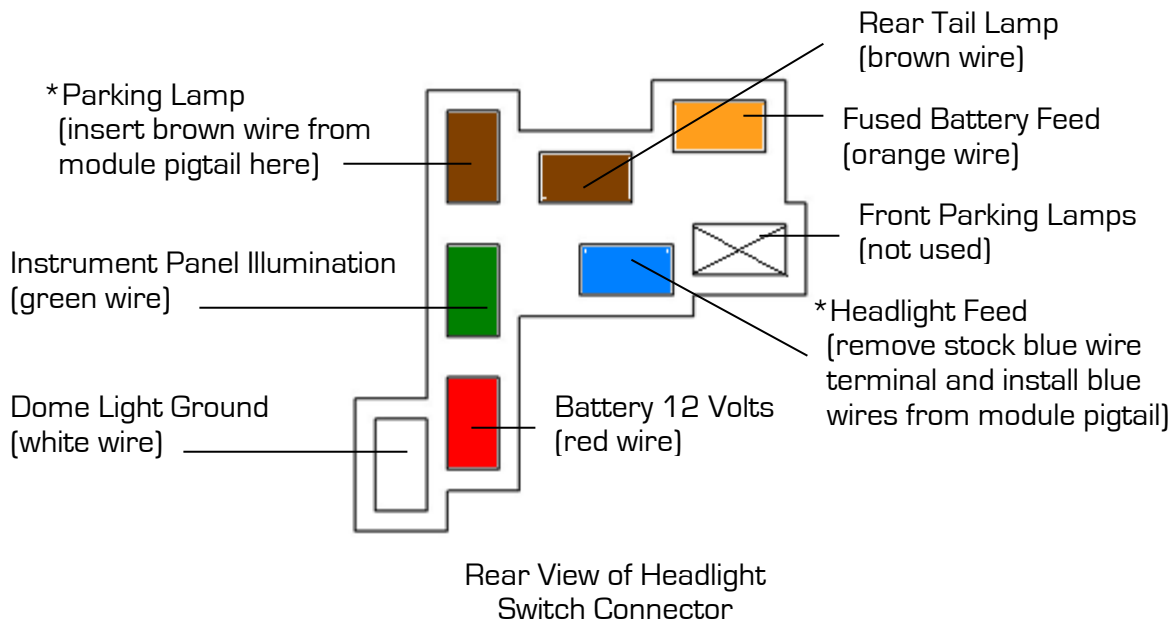 Rear Tail Lamp
(brown wire)
*Parking Lamp
(insert brown wire from
module pigtail here)
Fused Battery Feed
(orange wire)
Front Parking Lamps
(not used)
Instrument Panel Illumination
(green wire)
*Headlight Feed
(remove stock blue wire
terminal and install blue
wires from module pigtail)
Dome Light Ground
(white wire)
Battery 12 Volts
(red wire)
Rear View of Headlight
Switch Connector